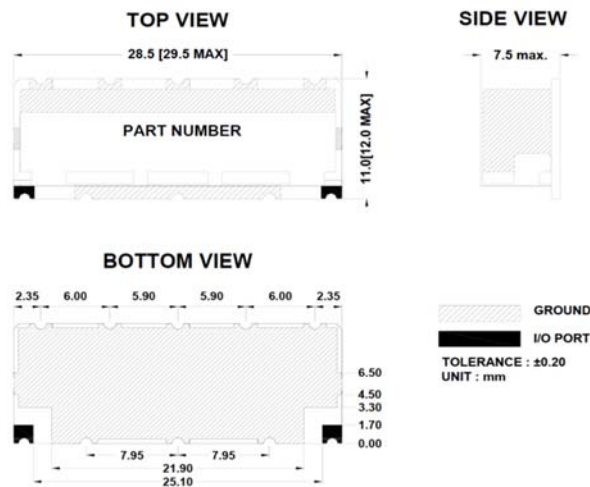 TOP VIEW
SIDE VIEW
28.5 [29.5 MAX]
7.5 max.
PART NUMBER
11.0[12.0 MAX]
BOTTOM VIEW
2.35 6.00 5.90 5.90 6.00 2.35
GROUND
I/O PORT
TOLERANCE : ±0.20
UNIT : mm
6.50
4.50
3.30
1.70
0.00
7.95 7.95
21.90
25.10